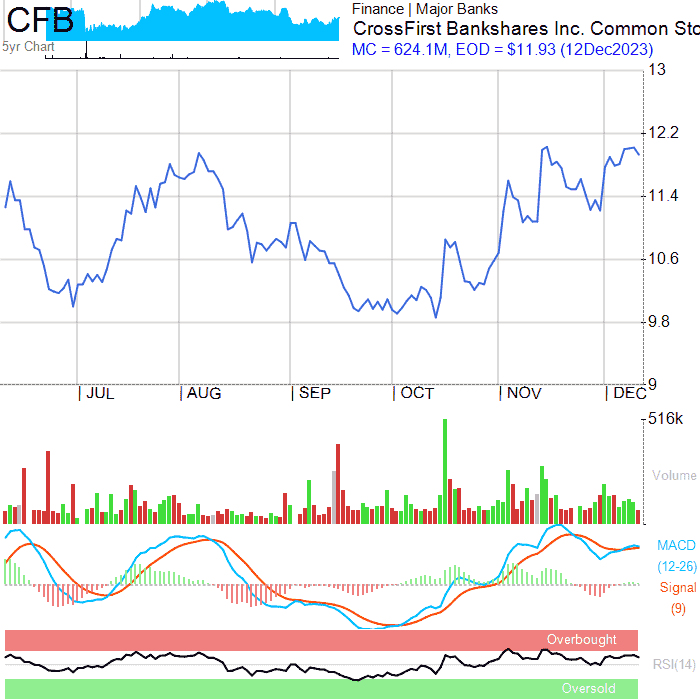 CFB
5yr Chart
Finance | Major Banks
CrossFirst Bankshares Inc. Common Sto
MC = 624.1M, EOD = $11.93 (12Dec2023)
13
12.2
11.4
10.6
9.8
9
| JUL | AUG | SEP | OCT | NOV | DEC
516k
Volume
MACD
(12-26)
Signal
(9)
Overbought
RSI(14)
Oversold